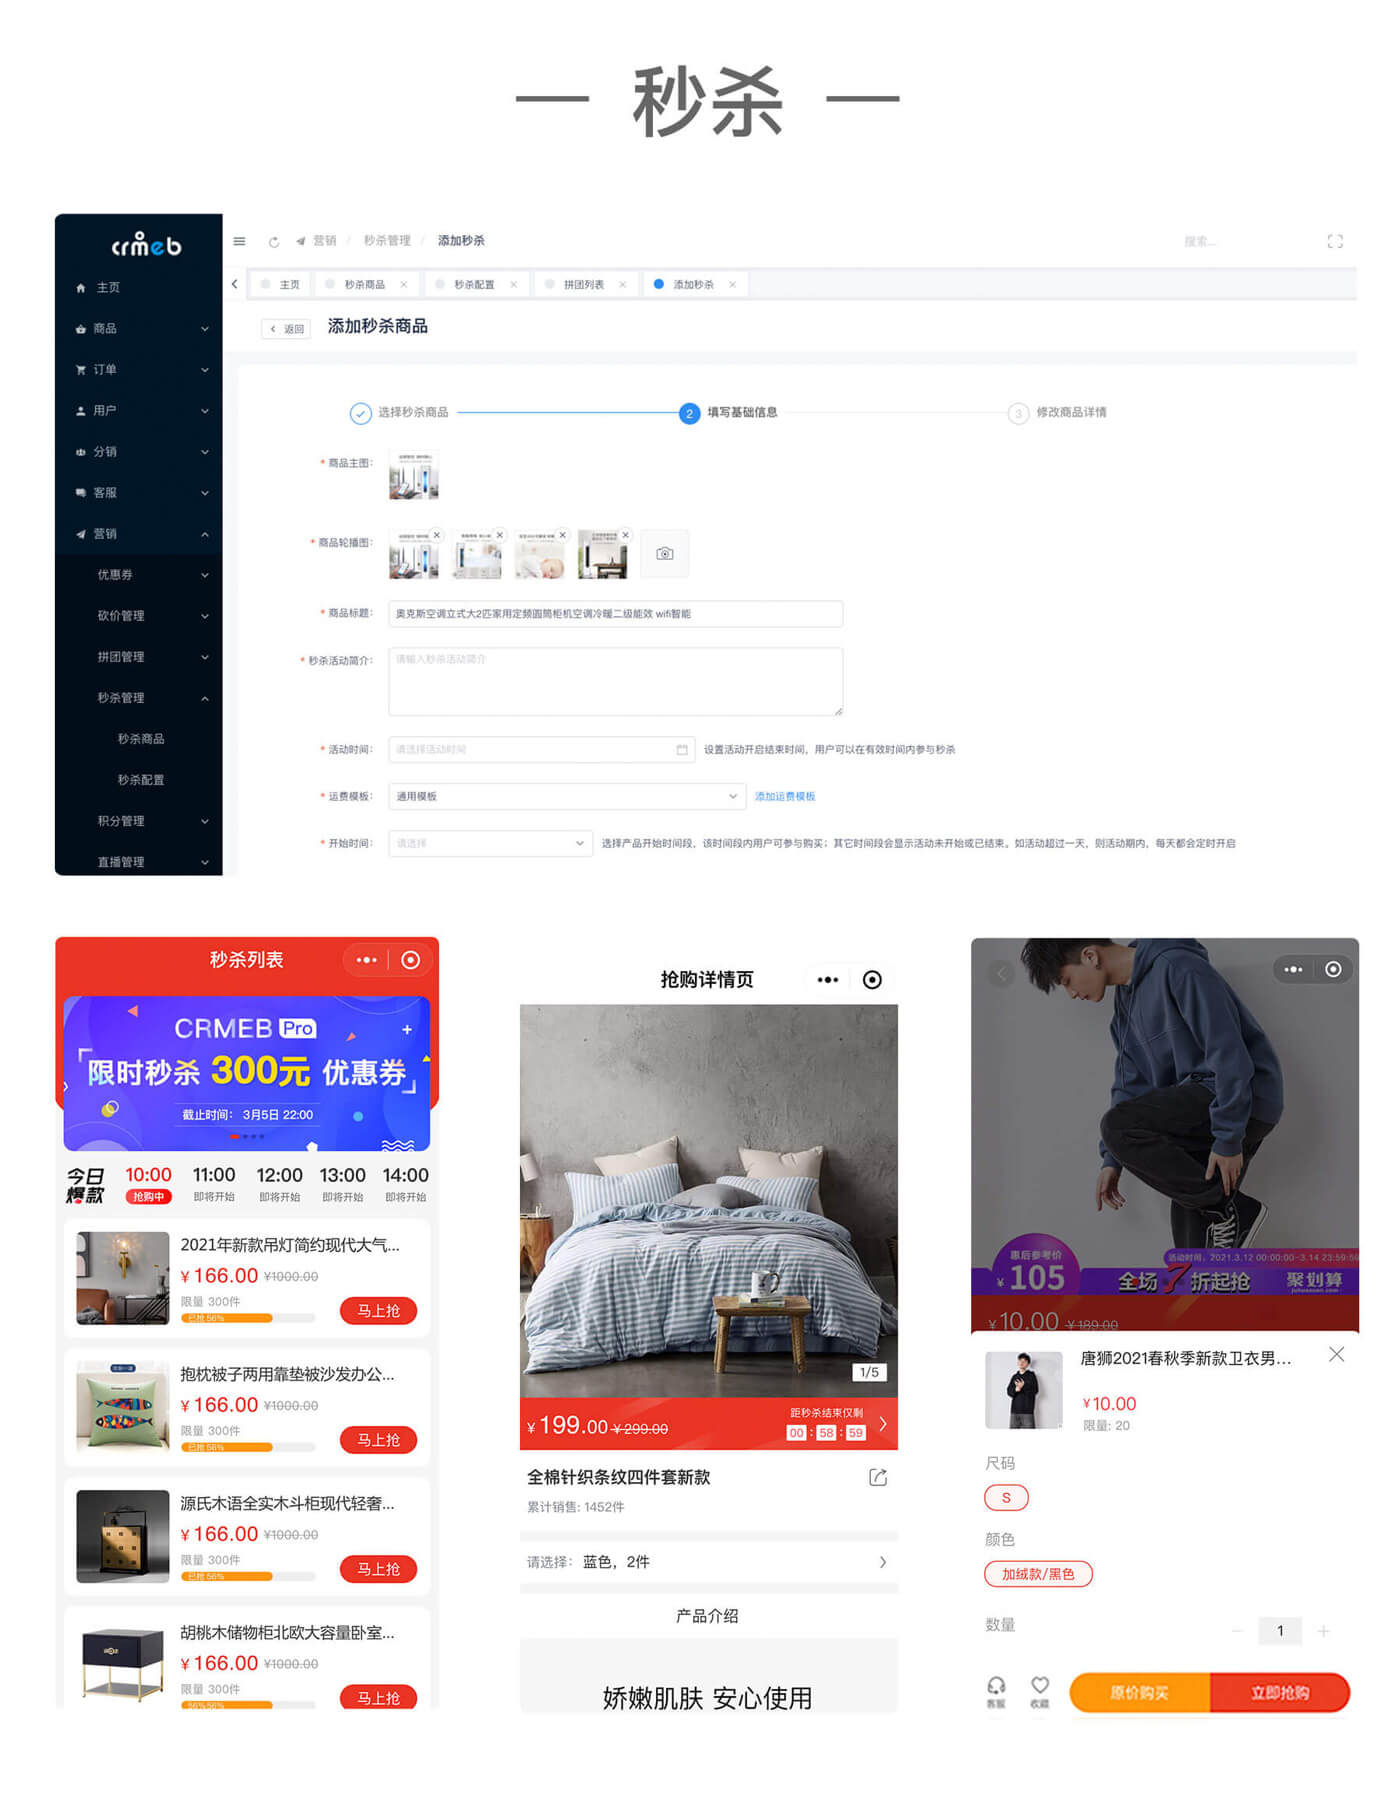 秒杀
crmeb
营销 / 秒杀管理 / 添加秒杀
搜索...
主页
商品
订单
用户
分销
客服
营销
优惠券
砍价管理
拼团管理
秒杀管理
秒杀商品
秒杀配置
积分管理
直播管理
主页 秒杀商品 秒杀配置 拼团列表 添加秒杀
返回 添加秒杀商品
选择秒杀商品 2 填写基础信息 3 修改商品详情
* 商品主图:
* 商品轮播图:
* 商品标题: 奥克斯空调立式大2匹家用定频圆筒柜机空调冷暖二级能效 wifi智能
* 秒杀活动简介: 请输入秒杀活动简介
* 活动时间: 请选择活动时间 设置活动开启结束时间，用户可以在有效时间内参与秒杀
* 运费模板: 通用模板 添加运费模板
* 开始时间: 请选择 选择产品开始时间段，该时间段内用户可参与购买；其它时间段会显示活动未开始或已结束。如活动超过一天，则活动期内，每天都会定时开启
秒杀列表
CRMEB Pro
限时秒杀 300元 优惠券
截止时间： 3月5日 22:00
今日爆款
10:00 11:00 12:00 13:00 14:00
抢购中 即将开始 即将开始 即将开始 即将开始
2021年新款吊灯简约现代大气...
¥ 166.00 ¥1000.00
限量 300件
已抢 56%
马上抢
抱枕被子两用靠垫被沙发办公...
¥ 166.00 ¥1000.00
限量 300件
已抢 56%
马上抢
源氏木语全实木斗柜现代轻奢...
¥ 166.00 ¥1000.00
限量 300件
已抢 56%
马上抢
胡桃木储物柜北欧大容量卧室...
¥ 166.00 ¥1000.00
限量 300件
56%56%
马上抢
抢购详情页
1/5
¥ 199.00 ¥299.00
距秒杀结束仅剩
00 : 58 : 59
全棉针织条纹四件套新款
累计销售: 1452件
请选择： 蓝色，2件
产品介绍
娇嫩肌肤 安心使用
惠后参考价
¥ 105
活动时间：2021.3.12 00:00:00-3.14 23:59:59
全场7折起抢 聚划算
juhuasuan.com
¥ 10.00 ¥189.00
唐狮2021春秋季新款卫衣男...
¥10.00
限量: 20
尺码
S
颜色
加绒款/黑色
数量
1
客服 收藏 原价购买 立即抢购